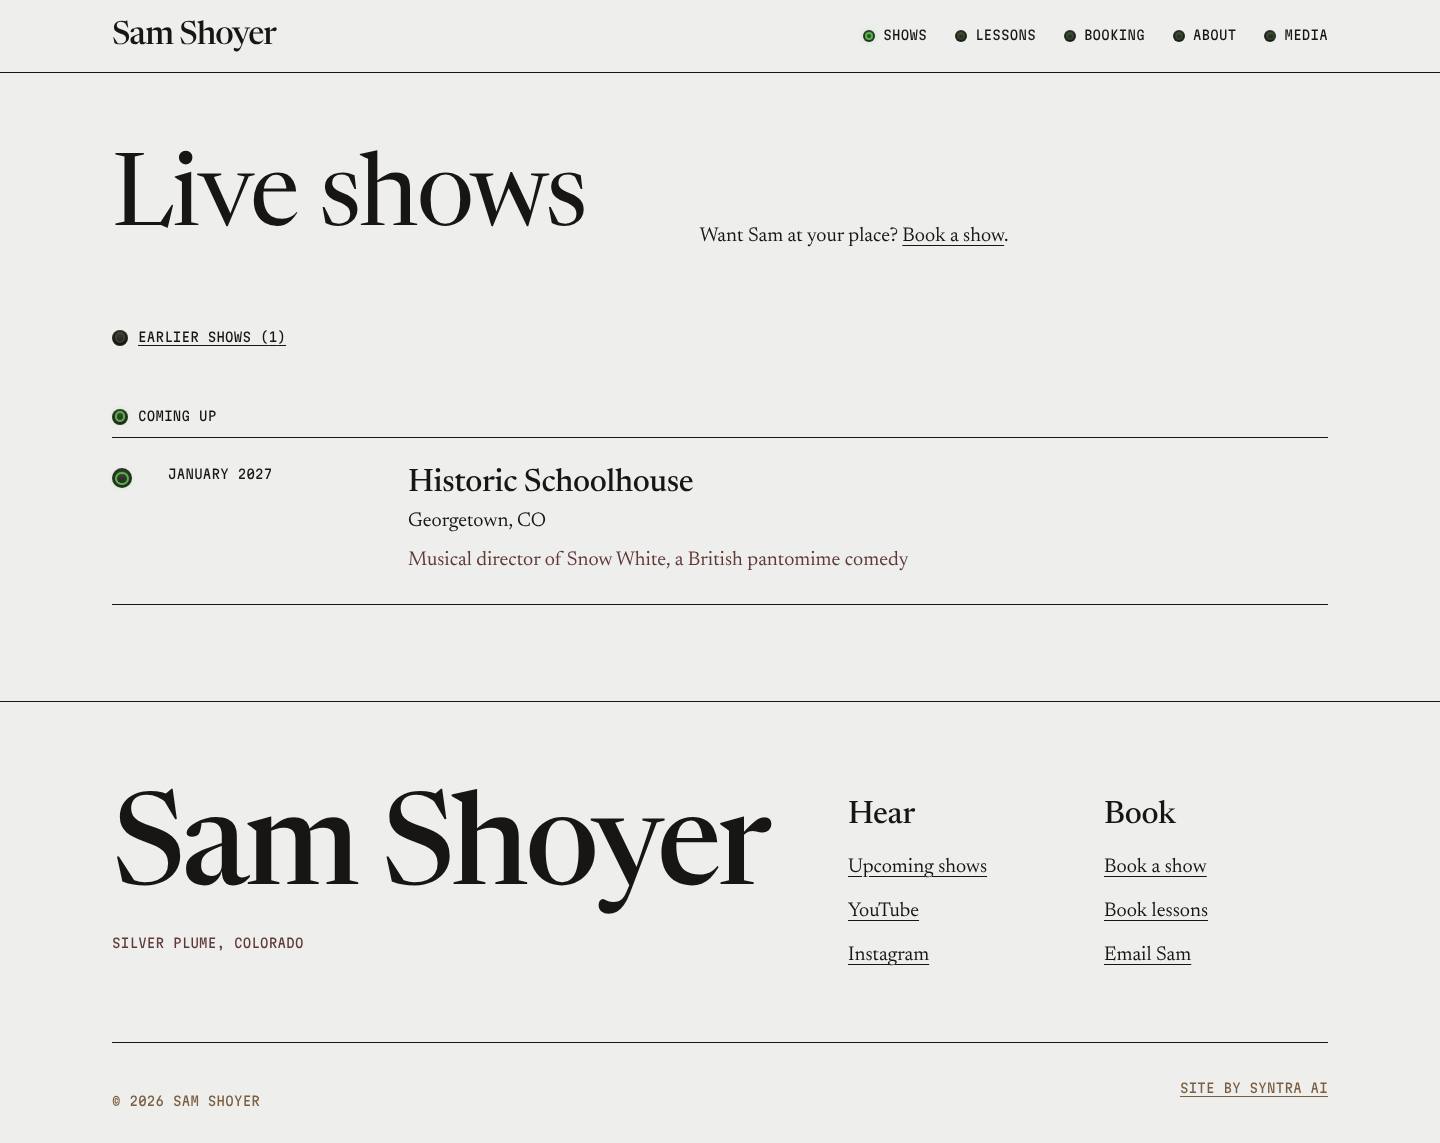 Sam Shoyer
SHOWS LESSONS BOOKING ABOUT MEDIA
Live shows
Want Sam at your place? Book a show.
EARLIER SHOWS (1)
COMING UP
JANUARY 2027
Historic Schoolhouse
Georgetown, CO
Musical director of Snow White, a British pantomime comedy
Sam Shoyer
SILVER PLUME, COLORADO
Hear
Upcoming shows
YouTube
Instagram
Book
Book a show
Book lessons
Email Sam
© 2026 SAM SHOYER
SITE BY SYNTRA AI